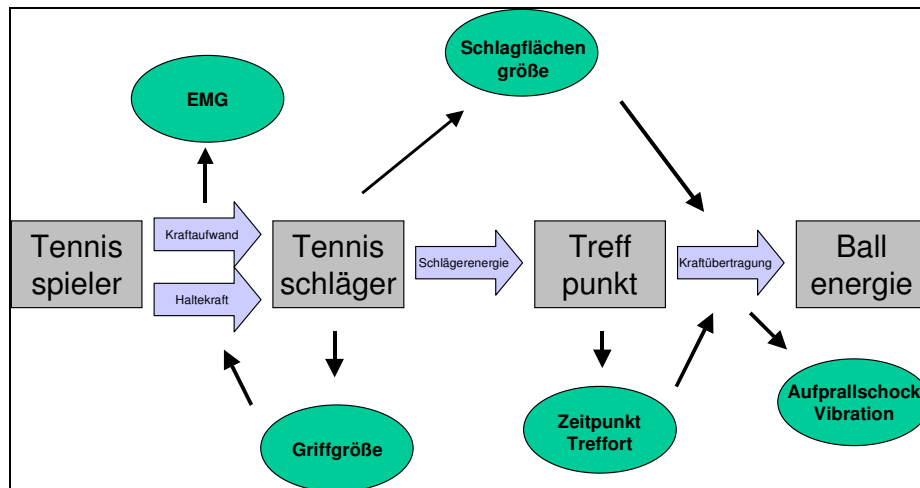 Schlagflächen
größe
EMG
Tennis
spieler
Kraftaufwand
Haltekraft
Tennis
schläger
Schlägerenergie
Treff
punkt
Kraftübertragung
Ball
energie
Griffgröße
Zeitpunkt
Treffort
Aufprallschock
Vibration